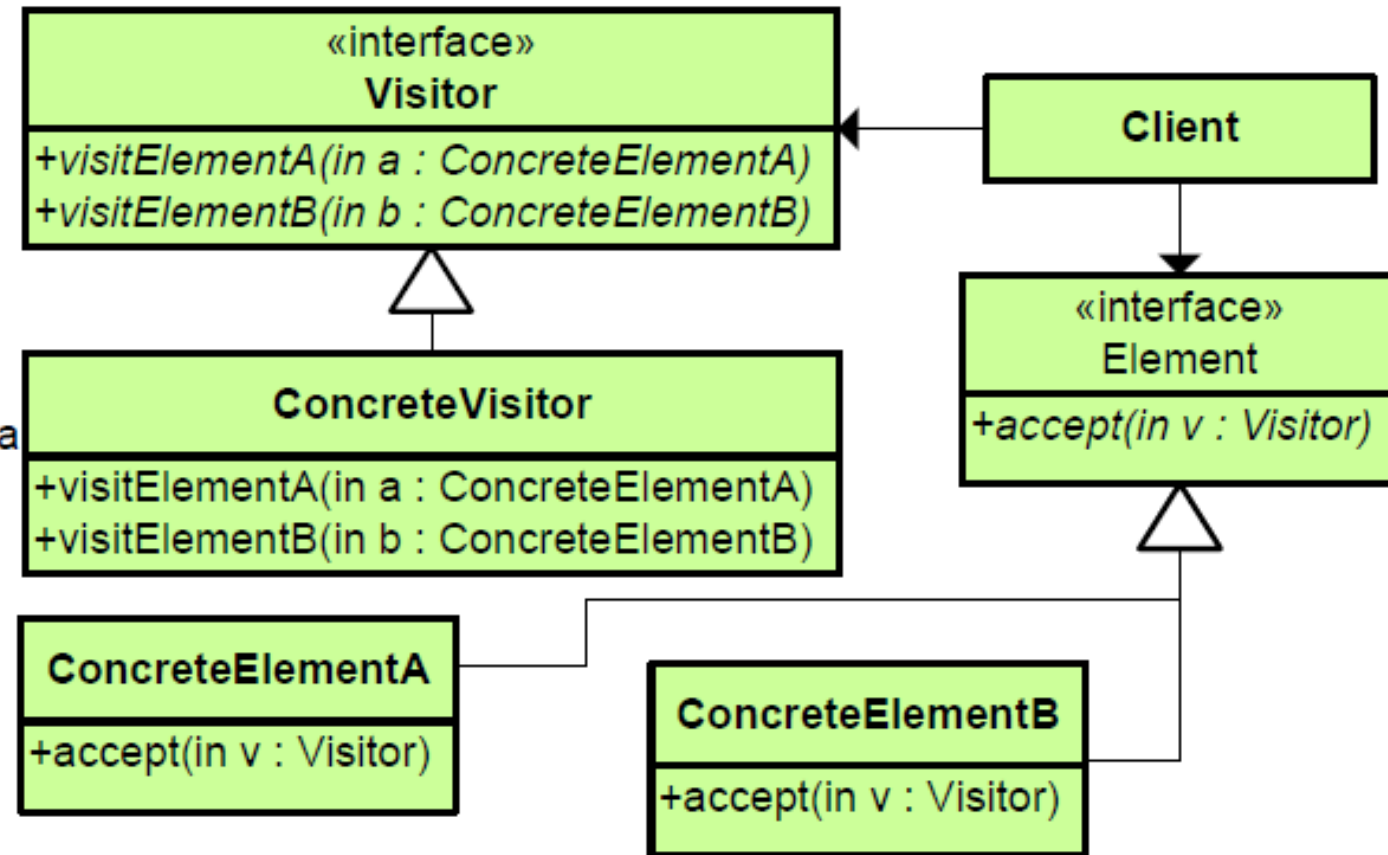 «interface»
Visitor
+visitElementA(in a : ConcreteElementA)
+visitElementB(in b : ConcreteElementB)
Client
«interface»
Element
+accept(in v : Visitor)
a
ConcreteVisitor
+visitElementA(in a : ConcreteElementA)
+visitElementB(in b : ConcreteElementB)
ConcreteElementA
+accept(in v : Visitor)
ConcreteElementB
+accept(in v : Visitor)